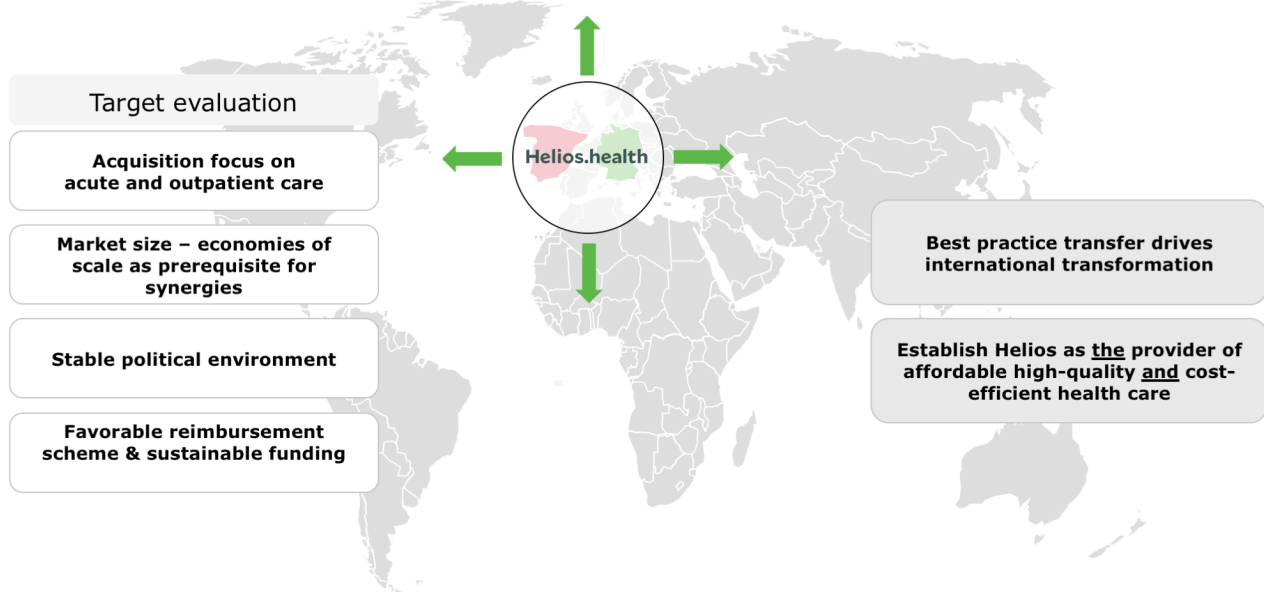 Target evaluation
Acquisition focus on
acute and outpatient care
Market size – economies of
scale as prerequisite for
synergies
Stable political environment
Favorable reimbursement
scheme & sustainable funding
Helios.health
Best practice transfer drives
international transformation
Establish Helios as the provider of
affordable high-quality and cost-
efficient health care